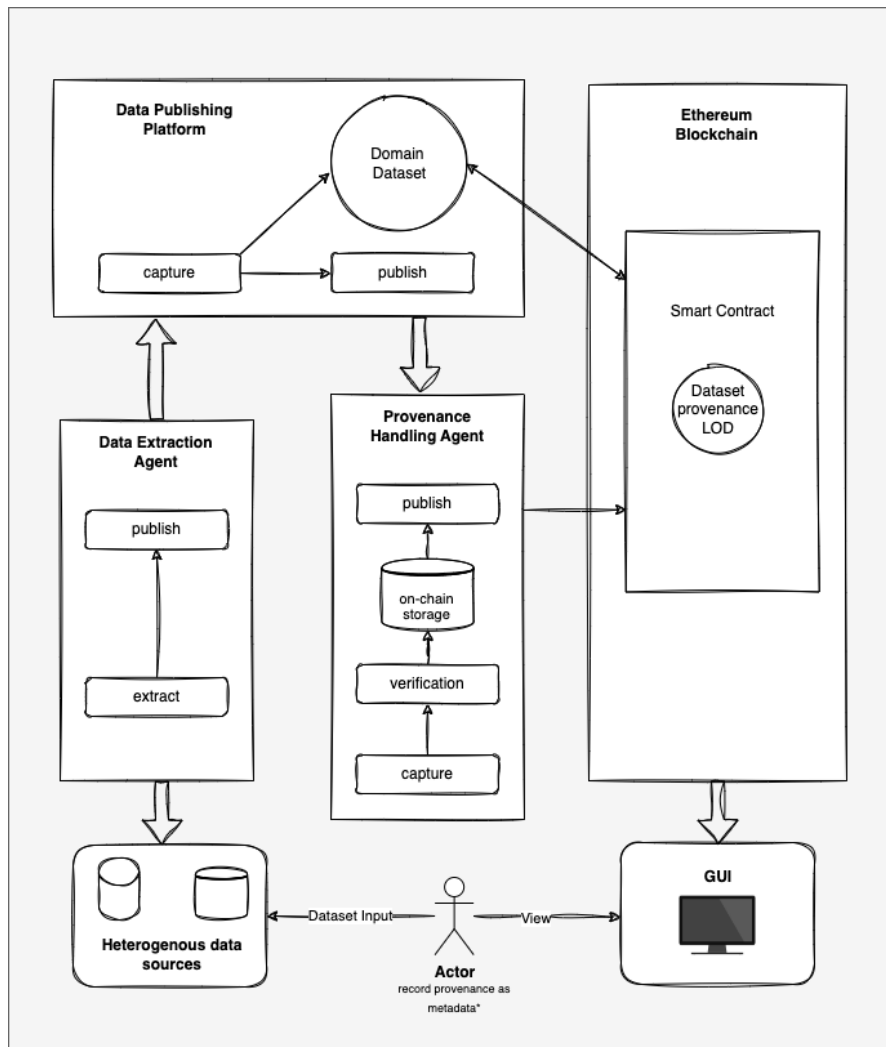 Data Publishing
Platform
Domain
Dataset
capture
publish
Ethereum
Blockchain
Smart Contract
Dataset
provenance
LOD
Data Extraction
Agent
publish
extract
Provenance
Handling Agent
publish
on-chain
storage
verification
capture
Heterogenous data
sources
Dataset Input
Actor
record provenance as
metadata*
View
GUI